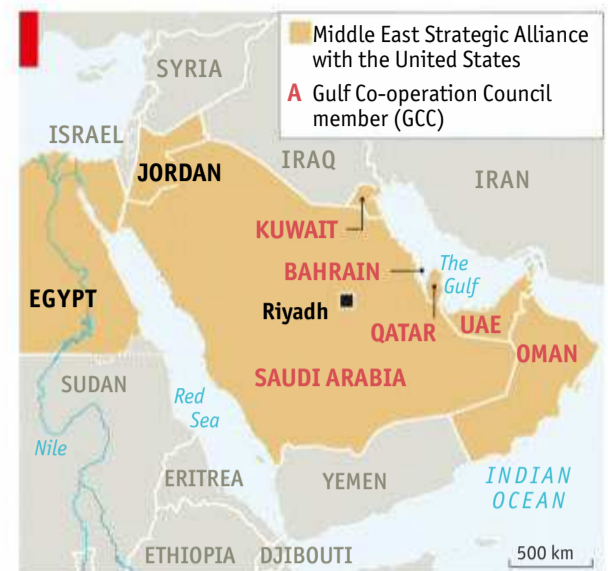 Middle East Strategic Alliance
with the United States
A Gulf Co-operation Council
member (GCC)
SYRIA
ISRAEL
JORDAN
IRAQ
IRAN
KUWAIT
BAHRAIN
The
Gulf
EGYPT
Riyadh
QATAR
UAE
OMAN
SAUDI ARABIA
SUDAN
Red
Sea
Nile
ERITREA
YEMEN
INDIAN
OCEAN
ETHIOPIA
DJIBOUTI
500 km